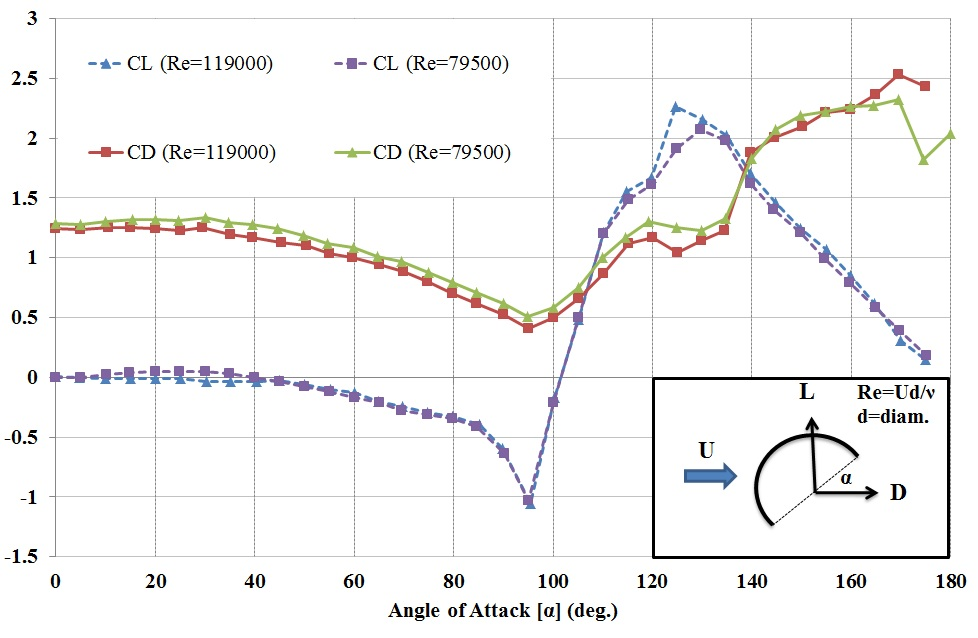 3
2.5
2
1.5
1
0.5
0
-0.5
-1
-1.5
CL (Re=119000)
CL (Re=79500)
CD (Re=119000)
CD (Re=79500)
L
Re=Ud/ν
d=diam.
U
α
D
0 20 40 60 80 100 120 140 160 180
Angle of Attack [α] (deg.)